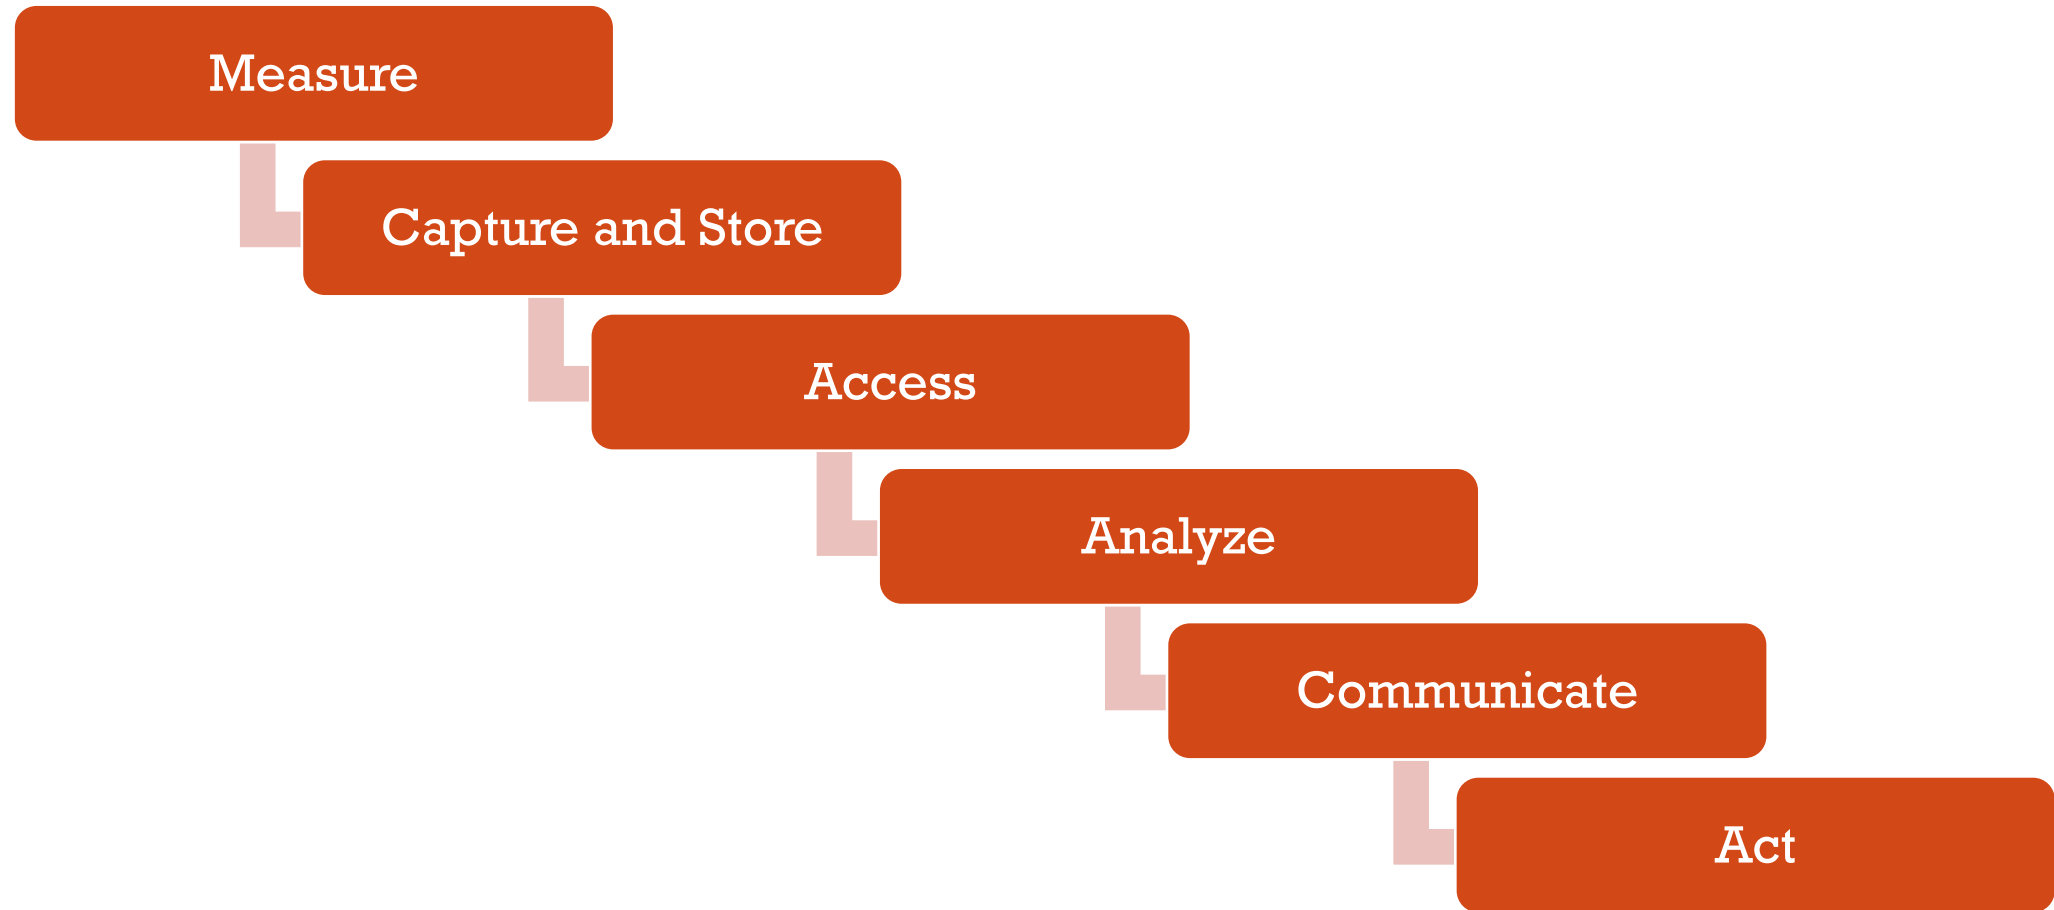 Measure
Capture and Store
Access
Analyze
Communicate
Act